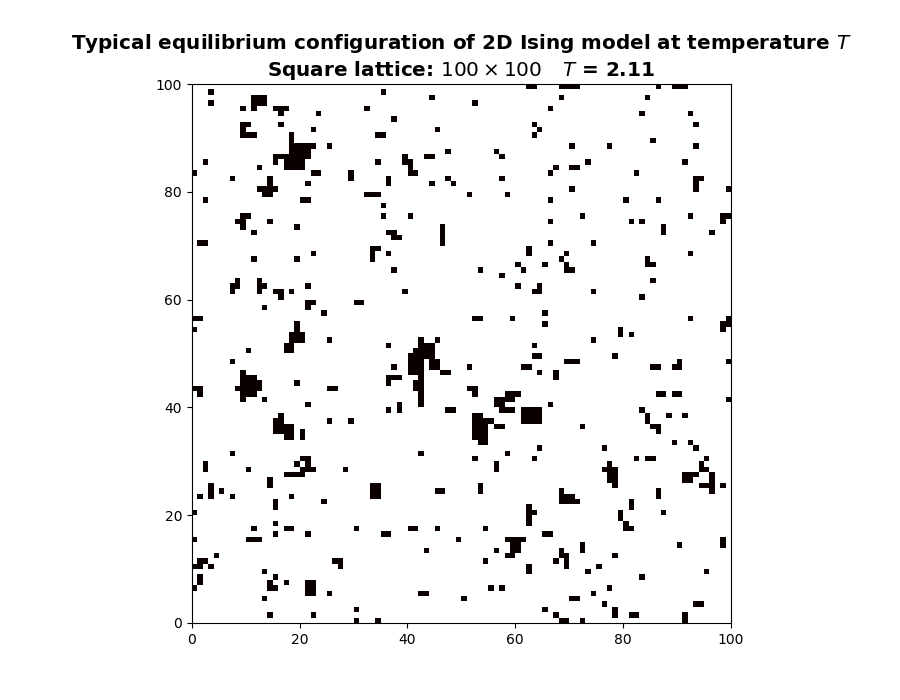 Typical equilibrium configuration of 2D Ising model at temperature T
Square lattice: 100 × 100 T = 2.11
100
80
60
40
20
0
0 20 40 60 80 100